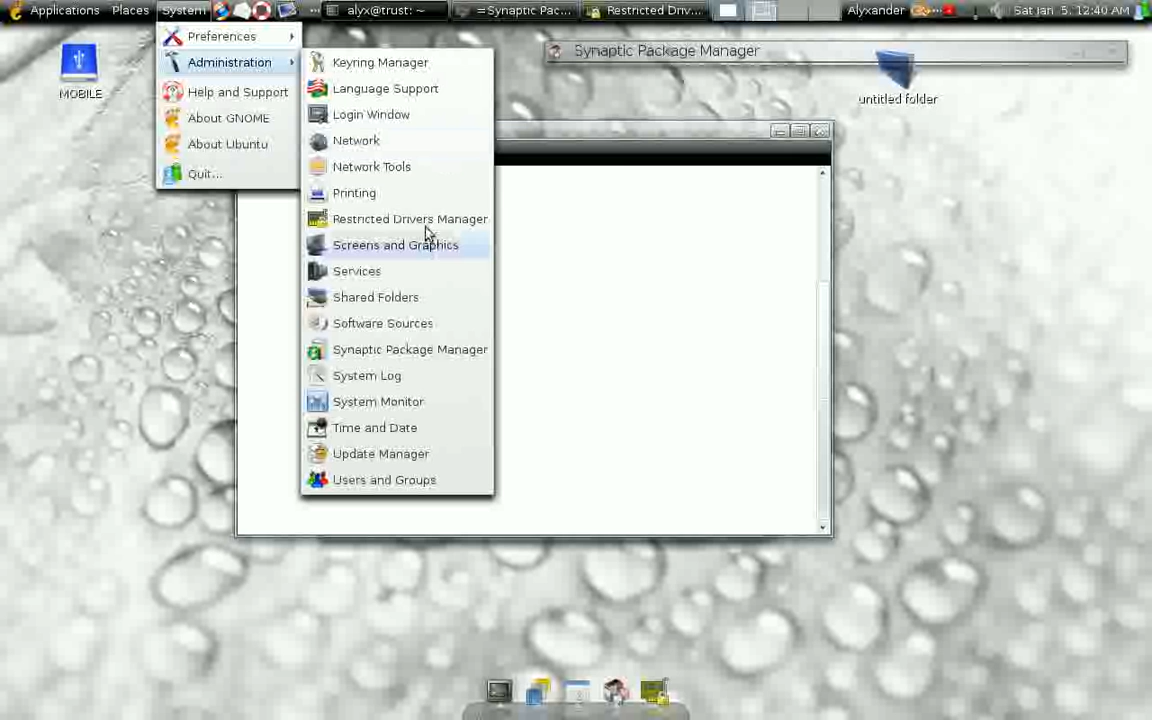 Applications Places System alyx@trust: ~ =Synaptic Pac... Restricted Driv... Alyxander Sat Jan 5, 12:40 AM
Preferences
Administration
Help and Support
About GNOME
About Ubuntu
Quit...
Keyring Manager
Language Support
Login Window
Network
Network Tools
Printing
Restricted Drivers Manager
Screens and Graphics
Services
Shared Folders
Software Sources
Synaptic Package Manager
System Log
System Monitor
Time and Date
Update Manager
Users and Groups
Synaptic Package Manager
MOBILE
untitled folder